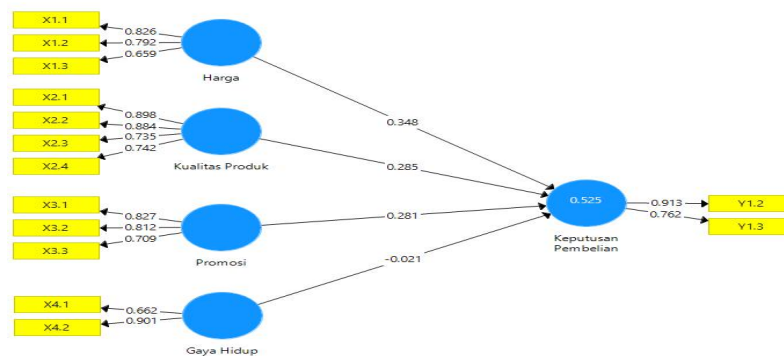 X1.1
0.826
X1.2
0.792
X1.3
0.659
Harga
0.348
X2.1
0.898
X2.2
0.884
X2.3
0.735
X2.4
0.742
Kualitas Produk
0.285
X3.1
0.827
X3.2
0.812
X3.3
0.709
Promosi
0.281
X4.1
0.662
X4.2
0.901
Gaya Hidup
-0.021
0.525
Keputusan
Pembelian
0.913
Y1.2
0.762
Y1.3